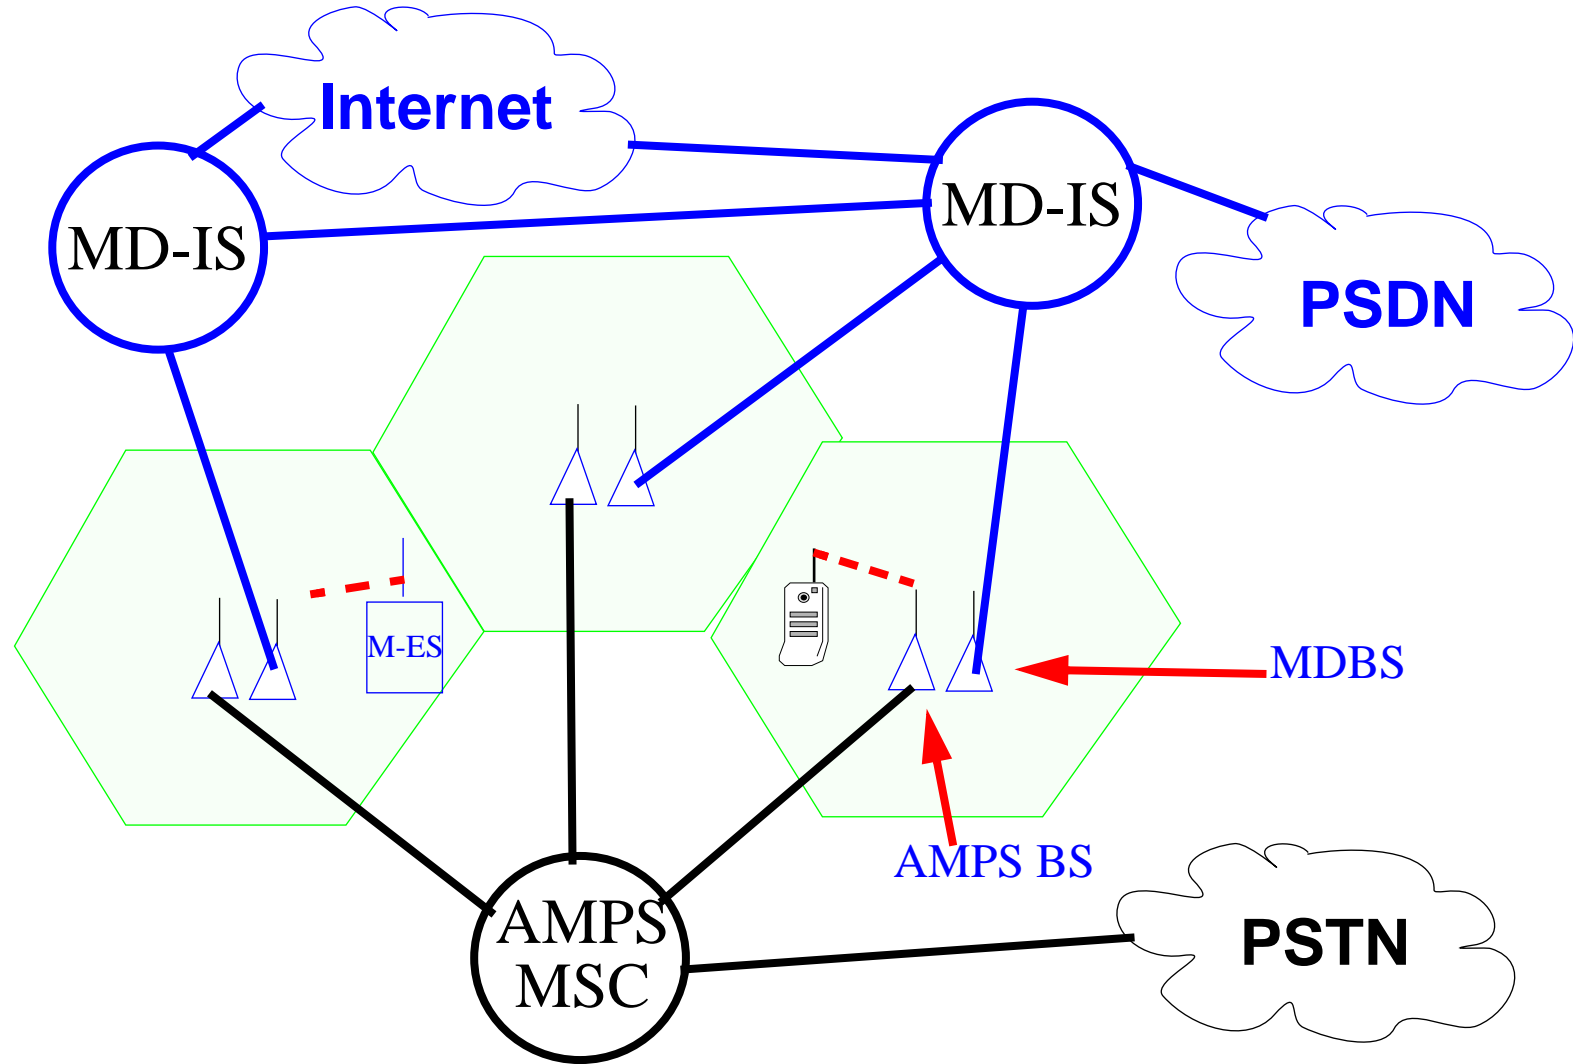 Internet
MD-IS
MD-IS
PSDN
M-ES
MDBS
AMPS BS
AMPS
MSC
PSTN